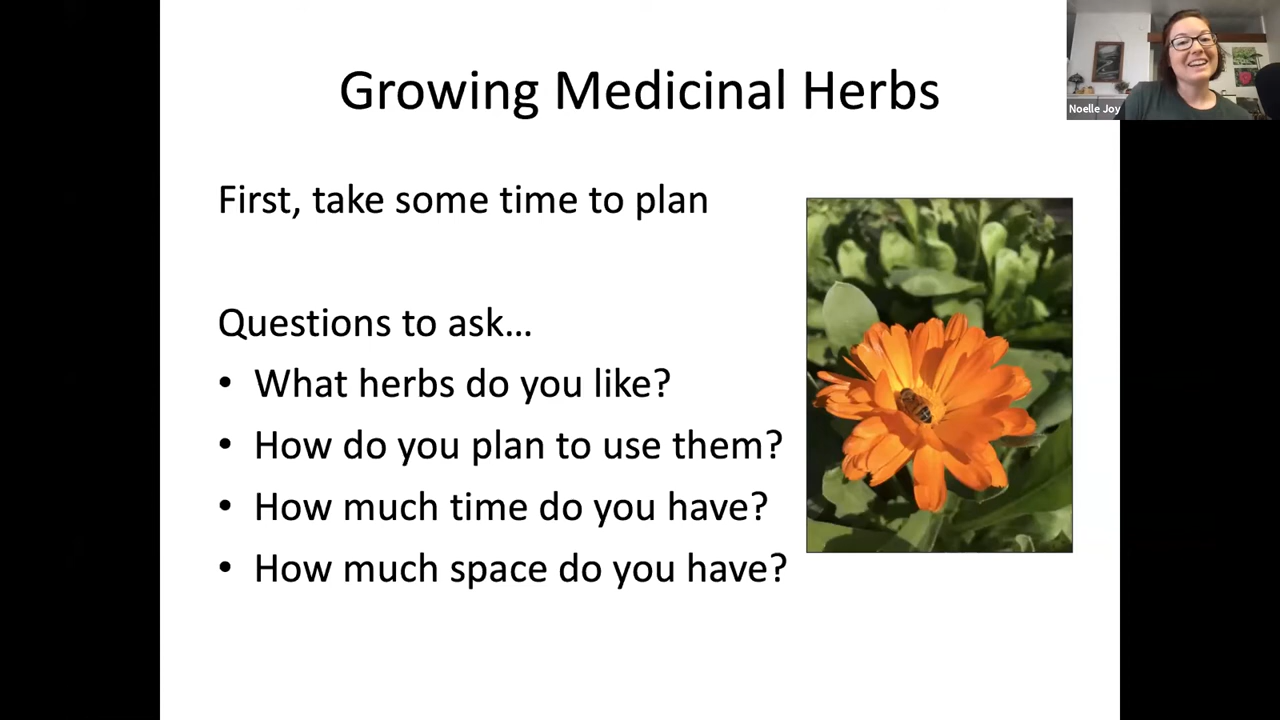 Growing Medicinal Herbs
Noelle Joy
First, take some time to plan
Questions to ask...
• What herbs do you like?
• How do you plan to use them?
• How much time do you have?
• How much space do you have?